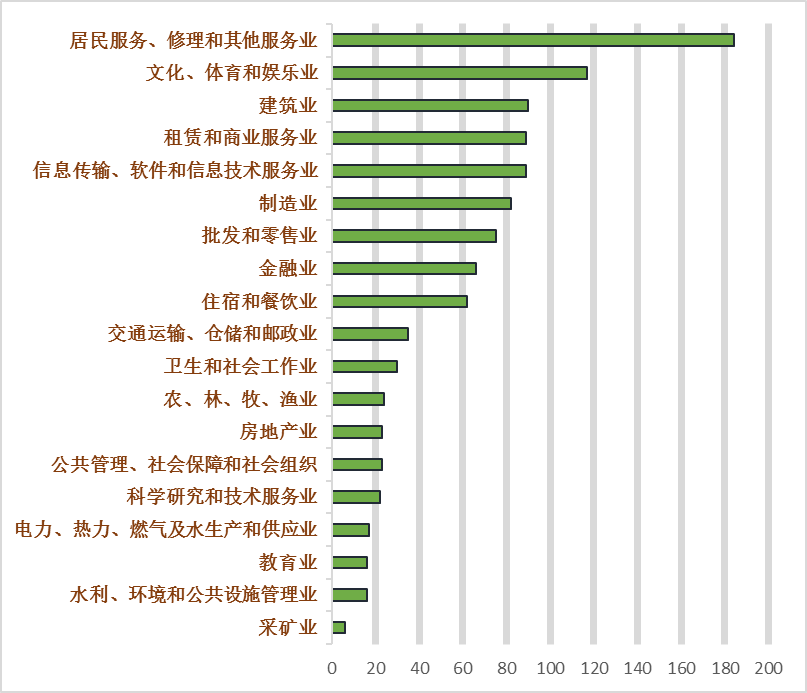 居民服务、修理和其他服务业
文化、体育和娱乐业
建筑业
租赁和商业服务业
信息传输、软件和信息技术服务业
制造业
批发和零售业
金融业
住宿和餐饮业
交通运输、仓储和邮政业
卫生和社会工作业
农、林、牧、渔业
房地产业
公共管理、社会保障和社会组织
科学研究和技术服务业
电力、热力、燃气及水生产和供应业
教育业
水利、环境和公共设施管理业
采矿业
0 20 40 60 80 100 120 140 160 180 200